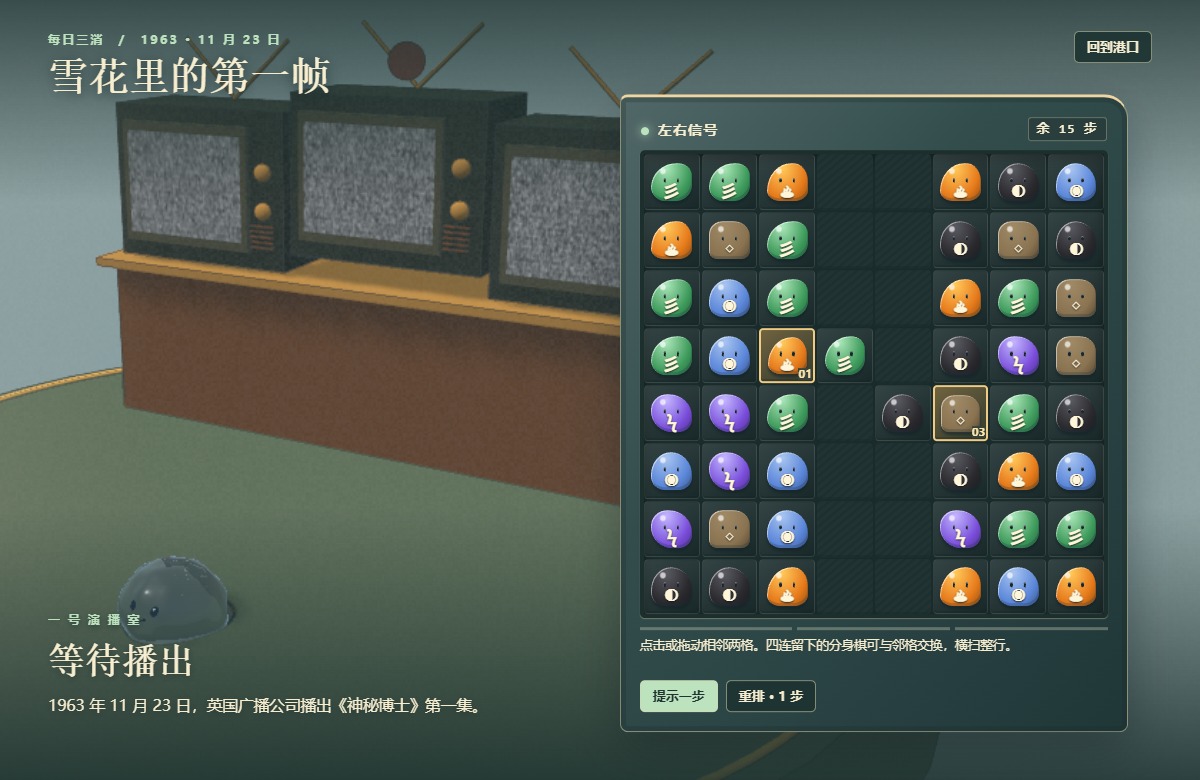 每日三消 / 1963・11 月 23 日
雪花里的第一帧
回到港口
左右信号
余 15 步
01
03
点击或拖动相邻两格。四连留下的分身棋可与邻格交换，横扫整行。
提示一步
重排・1 步
一号演播室
等待播出
1963 年 11 月 23 日，英国广播公司播出《神秘博士》第一集。